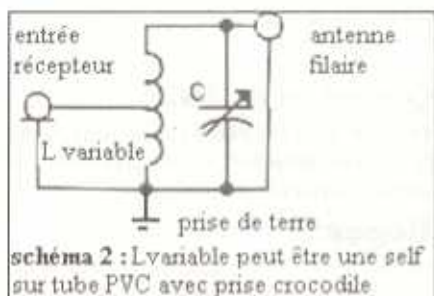 entrée
récepteur
antenne
filaire
C
L variable
prise de terre
schéma 2 : Lvariable peut être une self
sur tube PVC avec prise crocodile